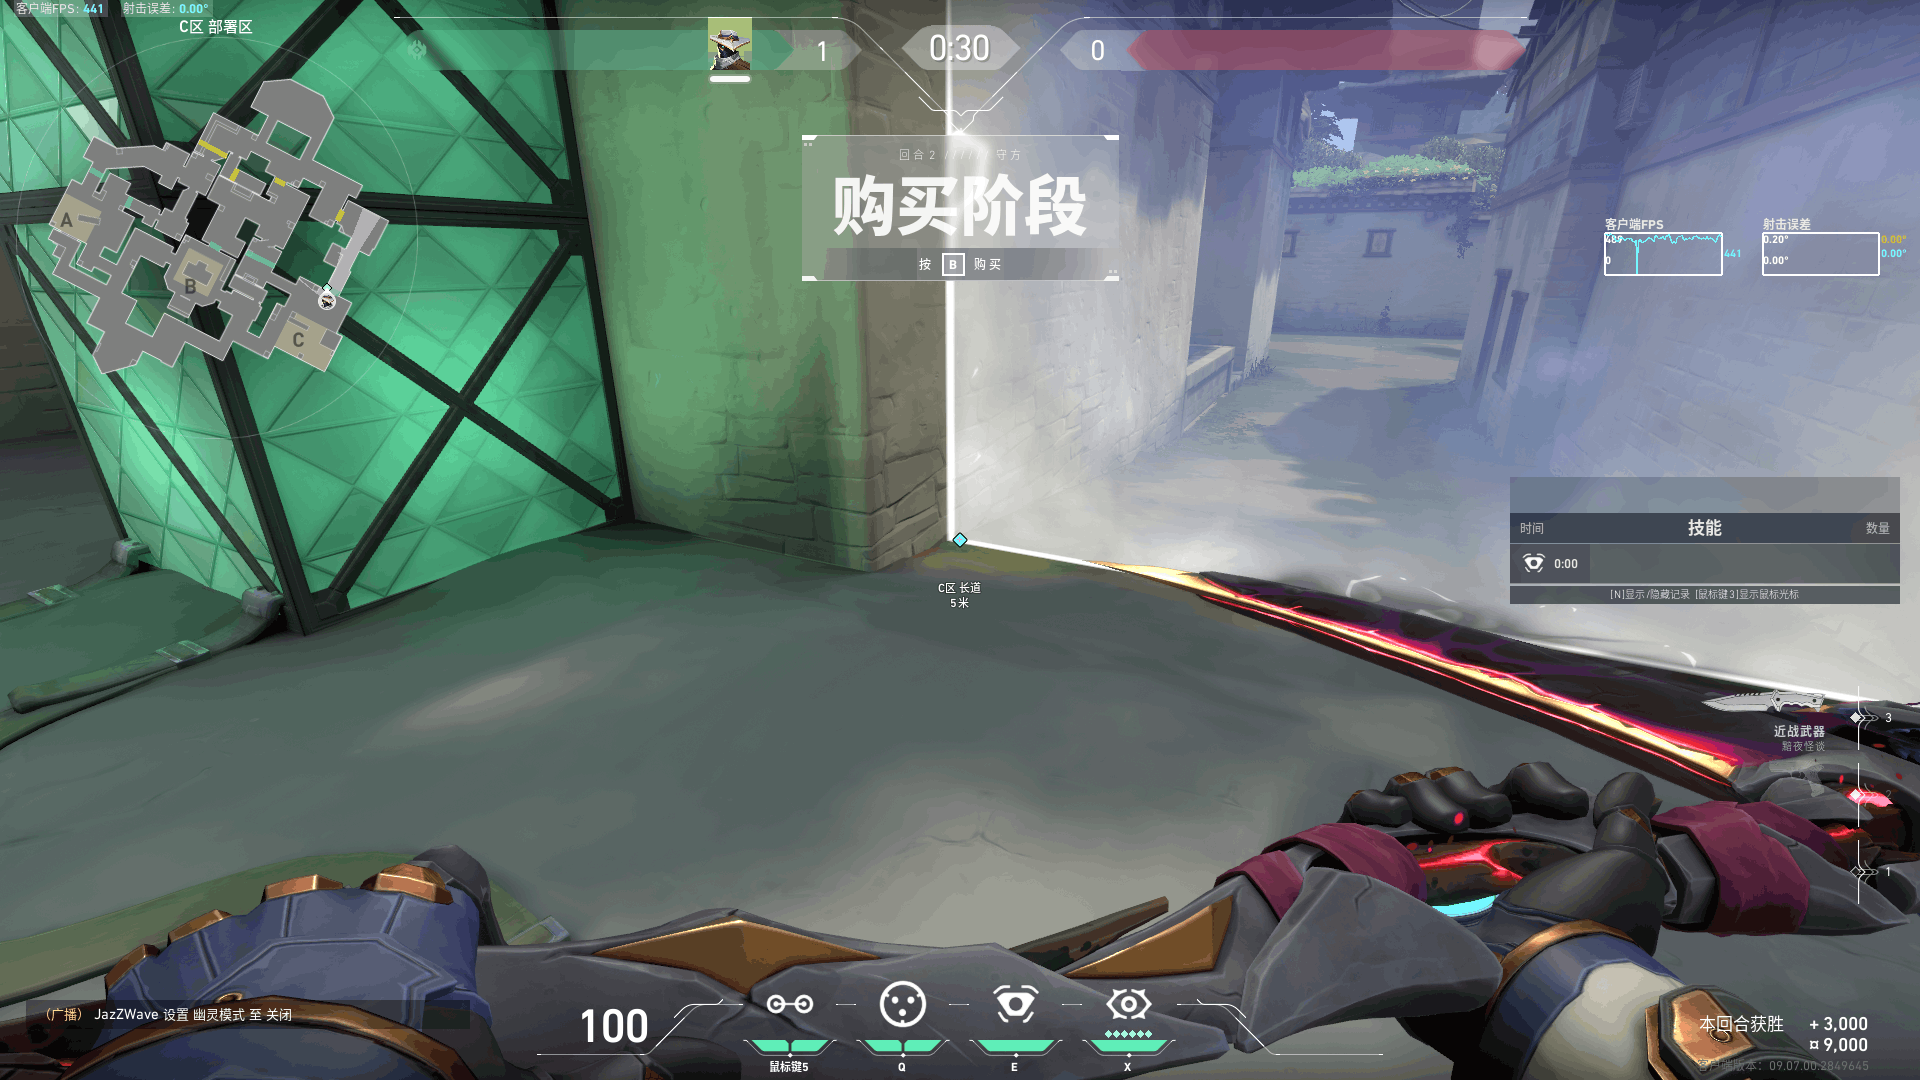 客户端FPS: 441 射击误差: 0.00°
C区 部署区
1
0:30
0
回合 2 ////// 守方
购买阶段
按 B 购买
A
B
C
客户端FPS
489
0
441
射击误差
0.20°
0.00°
0.00°
0.00°
时间 技能 数量
0:00
[N]显示/隐藏记录 [鼠标键3]显示鼠标光标
C区 长道
5米
3
近战武器
黯夜怪谈
2
1
(广播) JazZWave 设置 幽灵模式 至 关闭
100
鼠标键5 Q E X
本回合获胜 + 3,000
¤ 9,000
客户端版本: 09.07.00.2849645